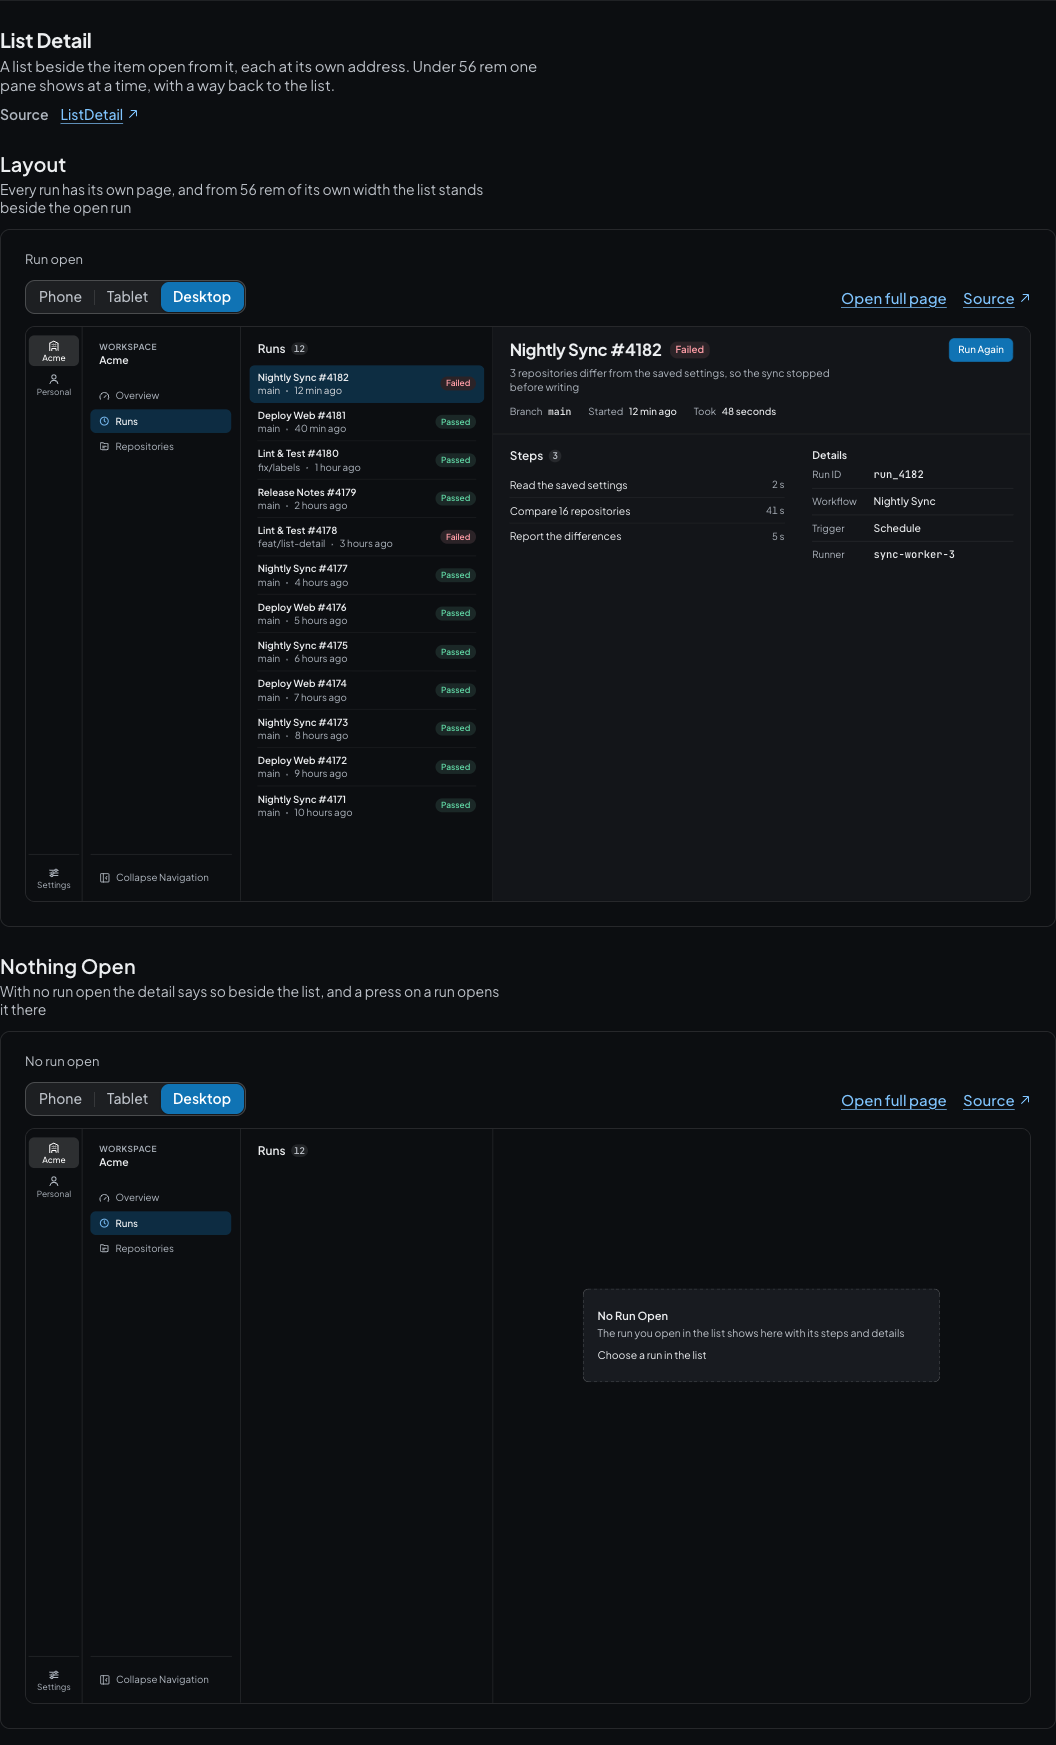 List Detail
A list beside the item open from it, each at its own address. Under 56 rem one
pane shows at a time, with a way back to the list.
Source ListDetail ↗
Layout
Every run has its own page, and from 56 rem of its own width the list stands
beside the open run
Run open
Phone Tablet Desktop
Open full page Source ↗
Acme
Personal
Settings
WORKSPACE
Acme
Overview
Runs
Repositories
Collapse Navigation
Runs 12
Nightly Sync #4182
main · 12 min ago
Failed
Deploy Web #4181
main · 40 min ago
Passed
Lint & Test #4180
fix/labels · 1 hour ago
Passed
Release Notes #4179
main · 2 hours ago
Passed
Lint & Test #4178
feat/list-detail · 3 hours ago
Failed
Nightly Sync #4177
main · 4 hours ago
Passed
Deploy Web #4176
main · 5 hours ago
Passed
Nightly Sync #4175
main · 6 hours ago
Passed
Deploy Web #4174
main · 7 hours ago
Passed
Nightly Sync #4173
main · 8 hours ago
Passed
Deploy Web #4172
main · 9 hours ago
Passed
Nightly Sync #4171
main · 10 hours ago
Passed
Nightly Sync #4182 Failed
Run Again
3 repositories differ from the saved settings, so the sync stopped
before writing
Branch main Started 12 min ago Took 48 seconds
Steps 3
Read the saved settings 2 s
Compare 16 repositories 41 s
Report the differences 5 s
Details
Run ID run_4182
Workflow Nightly Sync
Trigger Schedule
Runner sync-worker-3
Nothing Open
With no run open the detail says so beside the list, and a press on a run opens
it there
No run open
Phone Tablet Desktop
Open full page Source ↗
Acme
Personal
Settings
WORKSPACE
Acme
Overview
Runs
Repositories
Collapse Navigation
Runs 12
No Run Open
The run you open in the list shows here with its steps and details
Choose a run in the list